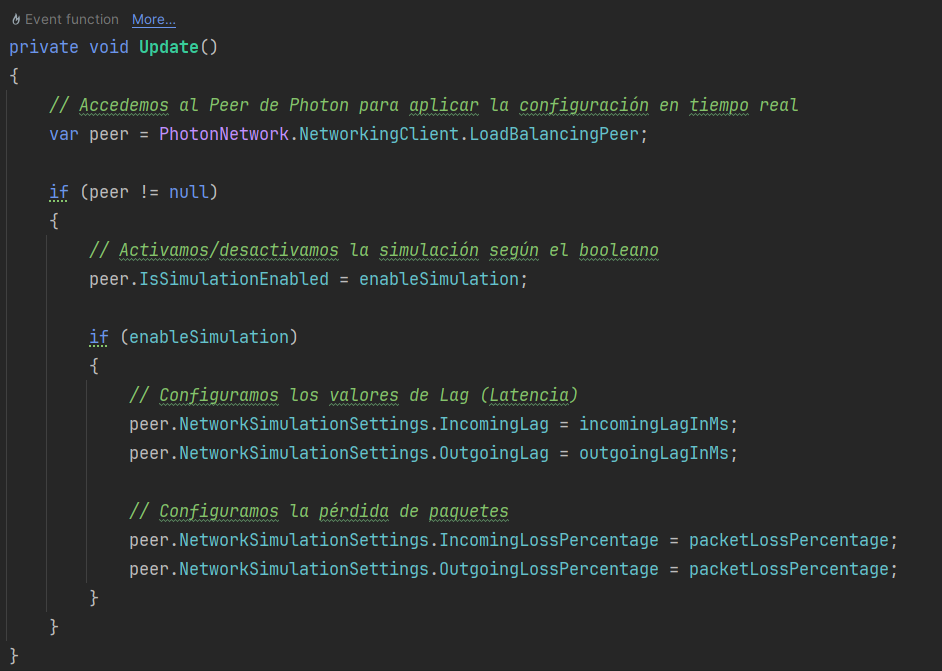 Event function More...
private void Update()
{
// Accedemos al Peer de Photon para aplicar la configuración en tiempo real
var peer = PhotonNetwork.NetworkingClient.LoadBalancingPeer;
if (peer != null)
{
// Activamos/desactivamos la simulación según el booleano
peer.IsSimulationEnabled = enableSimulation;
if (enableSimulation)
{
// Configuramos los valores de Lag (Latencia)
peer.NetworkSimulationSettings.IncomingLag = incomingLagInMs;
peer.NetworkSimulationSettings.OutgoingLag = outgoingLagInMs;
// Configuramos la pérdida de paquetes
peer.NetworkSimulationSettings.IncomingLossPercentage = packetLossPercentage;
peer.NetworkSimulationSettings.OutgoingLossPercentage = packetLossPercentage;
}
}
}